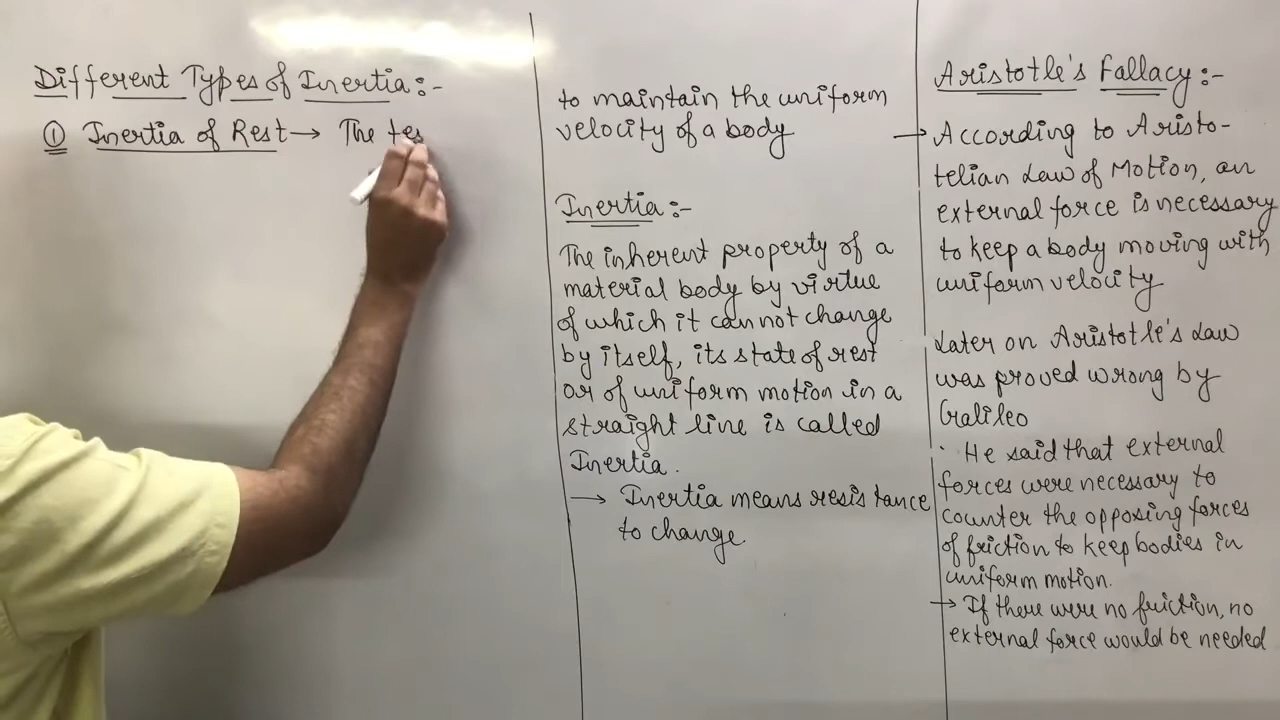 Different Types of Inertia :-
① Inertia of Rest → The tes
to maintain the uniform
velocity of a body
Inertia :-
The inherent property of a
material body by virtue
of which it cannot change
by itself, its state of rest
or of uniform motion in a
straight line is called
Inertia.
→ Inertia means resistance
to change
Aristotle's Fallacy :-
→ According to Aristo-
telian Law of Motion, an
external force is necessary
to keep a body moving with
uniform velocity
Later on Aristotle's Law
was proved wrong by
Galileo
· He said that external
forces were necessary to
counter the opposing forces
of friction to keep bodies in
uniform motion.
→ If there were no friction, no
external force would be needed